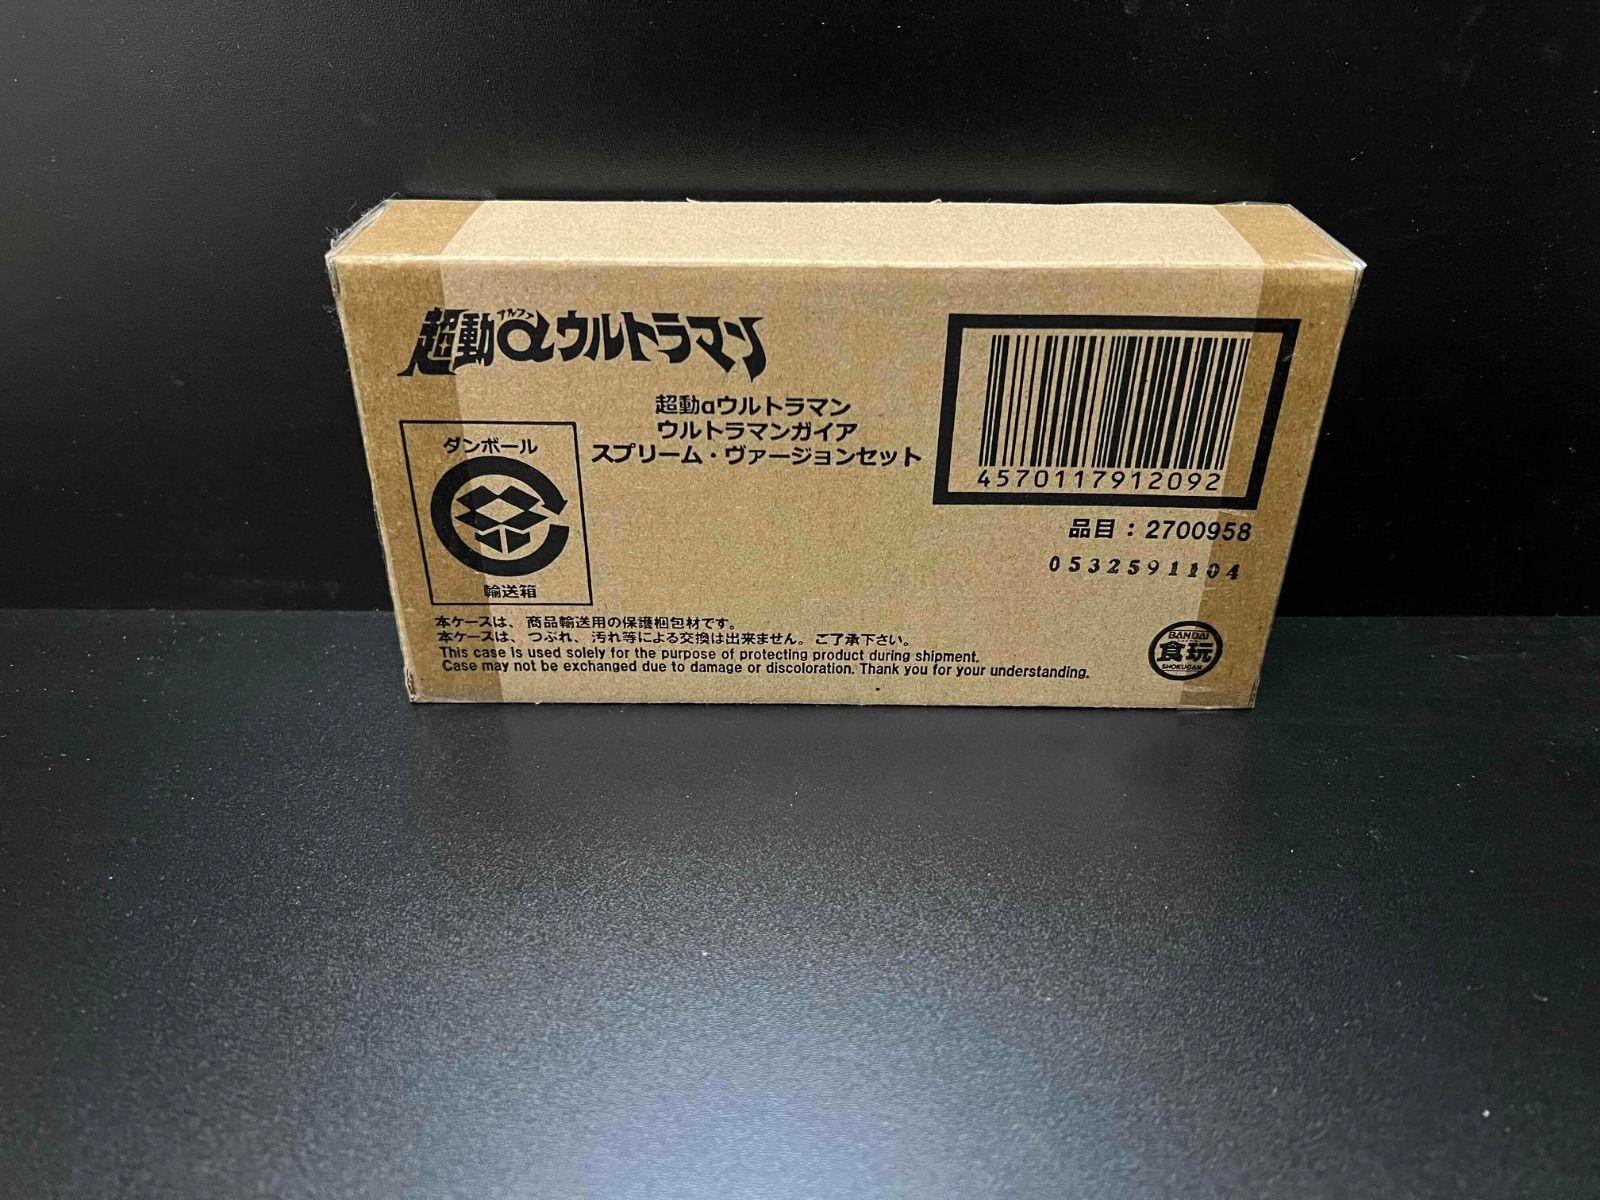 超動αウルトラマン
アルファ
超動αウルトラマン
ウルトラマンガイア
スプリーム・ヴァージョンセット
4570117912092
品目：2700958
0532591104
ダンボール
輸送箱
本ケースは、商品輸送用の保護梱包材です。
本ケースは、つぶれ、汚れ等による交換は出来ません。ご了承下さい。
This case is used solely for the purpose of protecting product during shipment.
Case may not be exchanged due to damage or discoloration. Thank you for your understanding.
BANDAI
食玩
SHOKUGAN